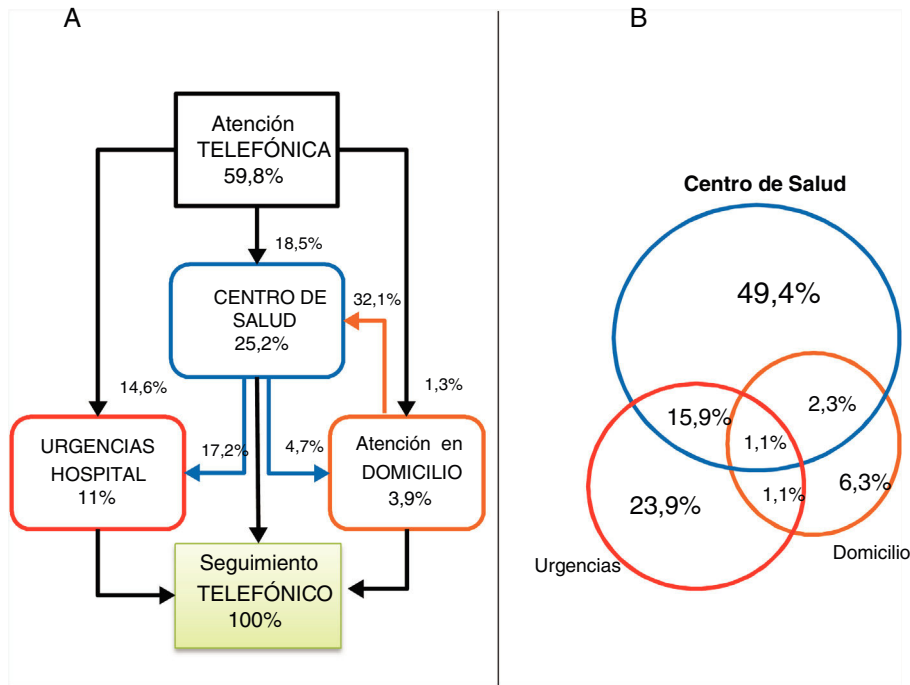 A
Atención
TELEFÓNICA
59,8%
18,5%
CENTRO DE
SALUD
25,2%
32,1%
14,6%
1,3%
URGENCIAS
HOSPITAL
11%
17,2%
4,7%
Atención en
DOMICILIO
3,9%
Seguimiento
TELEFÓNICO
100%
B
Centro de Salud
49,4%
15,9%
2,3%
1,1%
1,1%
6,3%
23,9%
Urgencias
Domicilio